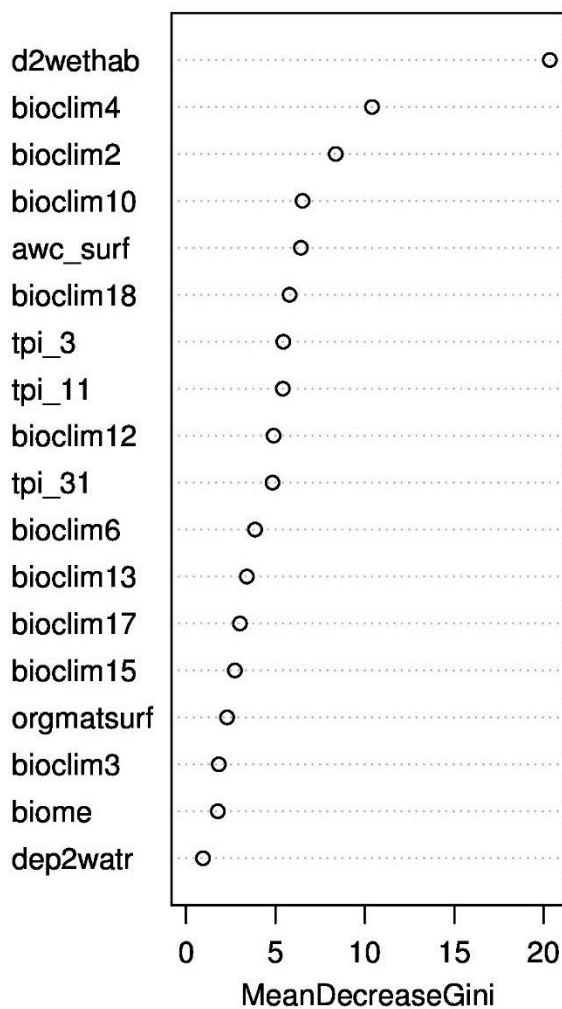 d2wethab
bioclim4
bioclim2
bioclim10
awc_surf
bioclim18
tpi_3
tpi_11
bioclim12
tpi_31
bioclim6
bioclim13
bioclim17
bioclim15
orgmatsurf
bioclim3
biome
dep2watr
0 5 10 15 20
MeanDecreaseGini